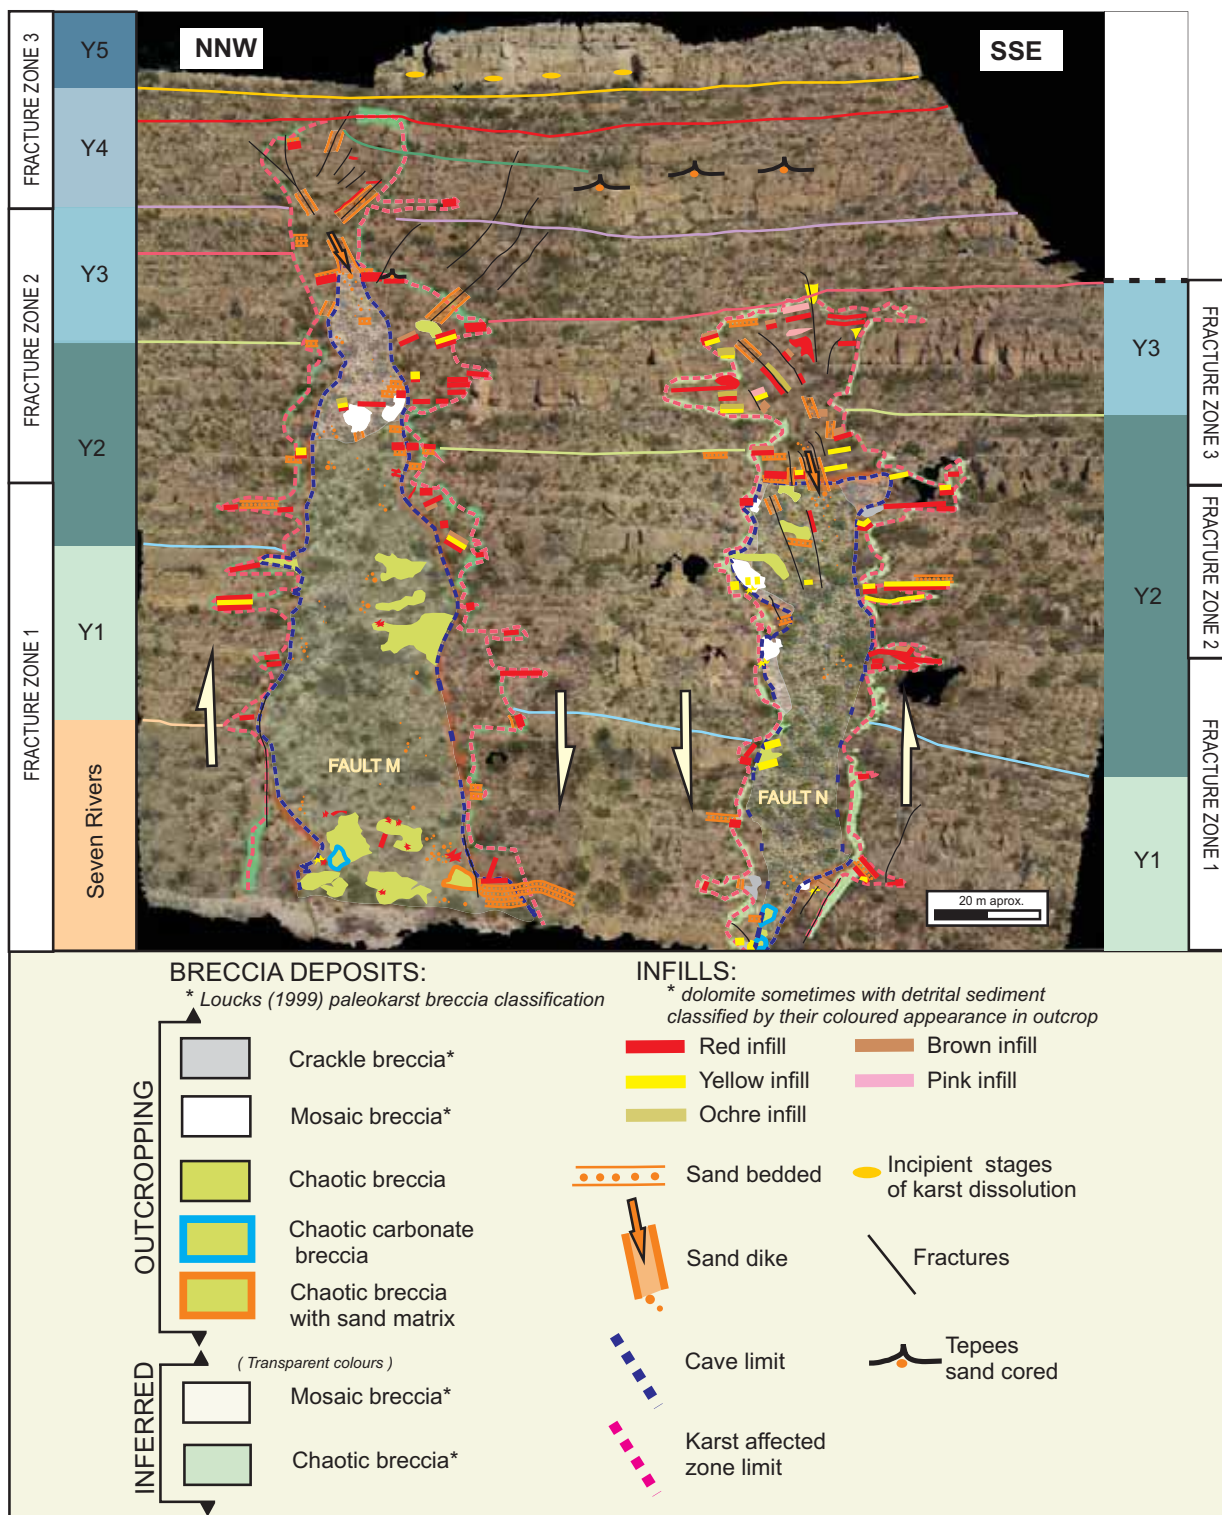 FRACTURE ZONE 3
FRACTURE ZONE 2
FRACTURE ZONE 1
Y5
Y4
Y3
Y2
Y1
Seven Rivers
NNW
SSE
FAULT M
FAULT N
20 m aprox.
Y3
Y2
Y1
FRACTURE ZONE 3
FRACTURE ZONE 2
FRACTURE ZONE 1
BRECCIA DEPOSITS:
* Loucks (1999) paleokarst breccia classification
OUTCROPPING
Crackle breccia*
Mosaic breccia*
Chaotic breccia
Chaotic carbonate
breccia
Chaotic breccia
with sand matrix
INFERRED
( Transparent colours )
Mosaic breccia*
Chaotic breccia*
INFILLS:
* dolomite sometimes with detrital sediment
classified by their coloured appearance in outcrop
Red infill
Brown infill
Yellow infill
Pink infill
Ochre infill
Sand bedded
Incipient stages
of karst dissolution
Sand dike
Fractures
Cave limit
Tepees
sand cored
Karst affected
zone limit